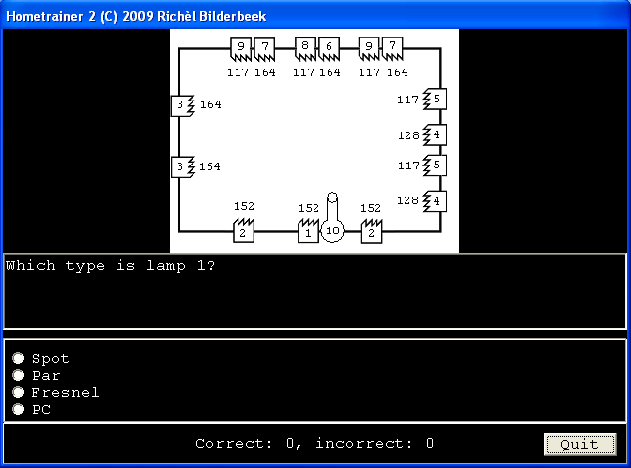 Hometrainer 2 (C) 2009 Richèl Bilderbeek
9 7 8 6 9 7
117 164 117 164 117 164
3 164 117 5
128 4
3 154 117 5
128 4
152 152 152
2 1 10 2
Which type is lamp 1?
Spot
Par
Fresnel
PC
Correct: 0, incorrect: 0 Quit